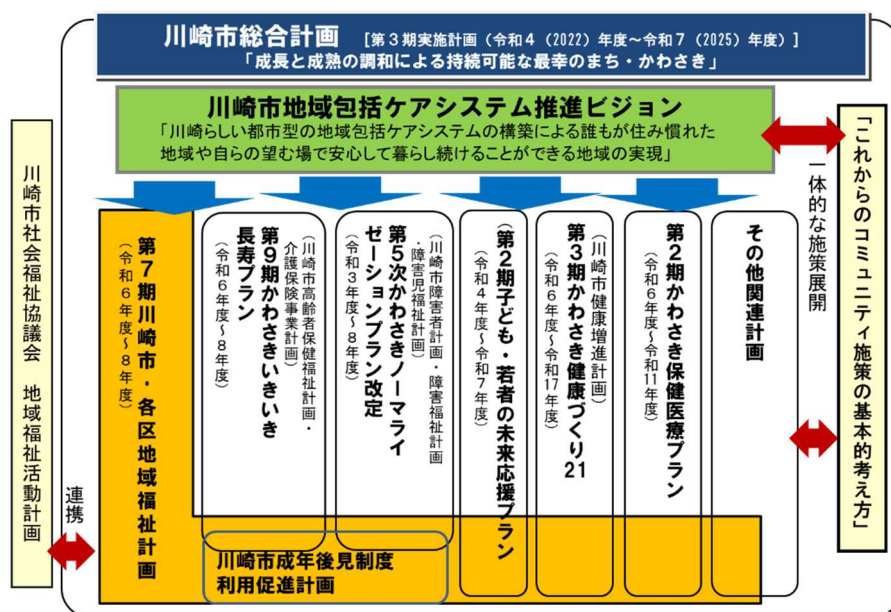 川崎市総合計画 [第3期実施計画(令和4(2022)年度~令和7(2025)年度)]
「成長と成熟の調和による持続可能な最幸のまち・かわさき」
川崎市地域包括ケアシステム推進ビジョン
「川崎らしい都市型の地域包括ケアシステムの構築による誰もが住み慣れた
地域や自らの望む場で安心して暮らし続けることができる地域の実現」
「これからのコミュニティ施策の基本的考え方」
一体的な施策展開
その他関連計画
第2期かわさき保健医療プラン
(令和6年度~令和11年度)
(川崎市健康増進計画)
第3期かわさき健康づくり
21
(令和6年度~令和17年度)
第2期子ども・若者の未来応援プラン
(令和4年度~令和7年度)
(川崎市障害者計画・障害福祉計画
・障害児福祉計画)
第5次かわさきノーマライ
ゼーションプラン改定
(令和3年度~8年度)
(川崎市高齢者保健福祉計画・
介護保険事業計画)
第9期かわさきいきいき
長寿プラン
(令和6年度~8年度)
第7期川崎市・各区地域福祉計画
(令和6年度~8年度)
川崎市成年後見制度
利用促進計画
連携
川崎市社会福祉協議会 地域福祉活動計画